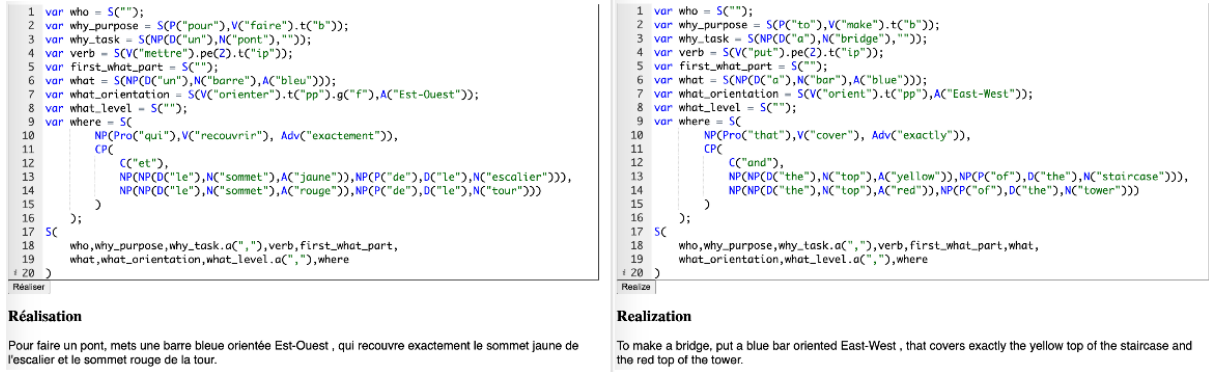 1 var who = S("");
2 var why_purpose = S(P("pour"),V("faire").t("b"));
3 var why_task = S(NP(D("un"),N("pont"),""));
4 var verb = S(V("mettre").pe(2).t("ip"));
5 var first_what_part = S("");
6 var what = S(NP(D("un"),N("barre"),A("bleu")));
7 var what_orientation = S(V("orienter").t("pp").g("f"),A("Est-Ouest"));
8 var what_level = S("");
9 var where = S(
10 NP(Pro("qui"),V("recouvrir"), Adv("exactement")),
11 CP(
12 C("et"),
13 NP(NP(D("le"),N("sommet"),A("jaune")),NP(P("de"),D("le"),N("escalier"))),
14 NP(NP(D("le"),N("sommet"),A("rouge")),NP(P("de"),D("le"),N("tour")))
15 )
16 );
17 S(
18 who,why_purpose,why_task.a(","),verb,first_what_part,
19 what,what_orientation,what_level.a(","),where
i 20 )
Réaliser
Réalisation
Pour faire un pont, mets une barre bleue orientée Est-Ouest , qui recouvre exactement le sommet jaune de
l'escalier et le sommet rouge de la tour.
1 var who = S("");
2 var why_purpose = S(P("to"),V("make").t("b"));
3 var why_task = S(NP(D("a"),N("bridge"),""));
4 var verb = S(V("put").pe(2).t("ip"));
5 var first_what_part = S("");
6 var what = S(NP(D("a"),N("bar"),A("blue")));
7 var what_orientation = S(V("orient").t("pp"),A("East-West"));
8 var what_level = S("");
9 var where = S(
10 NP(Pro("that"),V("cover"), Adv("exactly")),
11 CP(
12 C("and"),
13 NP(NP(D("the"),N("top"),A("yellow")),NP(P("of"),D("the"),N("staircase"))),
14 NP(NP(D("the"),N("top"),A("red")),NP(P("of"),D("the"),N("tower")))
15 )
16 );
17 S(
18 who,why_purpose,why_task.a(","),verb,first_what_part,what,
19 what_orientation,what_level.a(","),where
i 20 )
Realize
Realization
To make a bridge, put a blue bar oriented East-West , that covers exactly the yellow top of the staircase and
the red top of the tower.